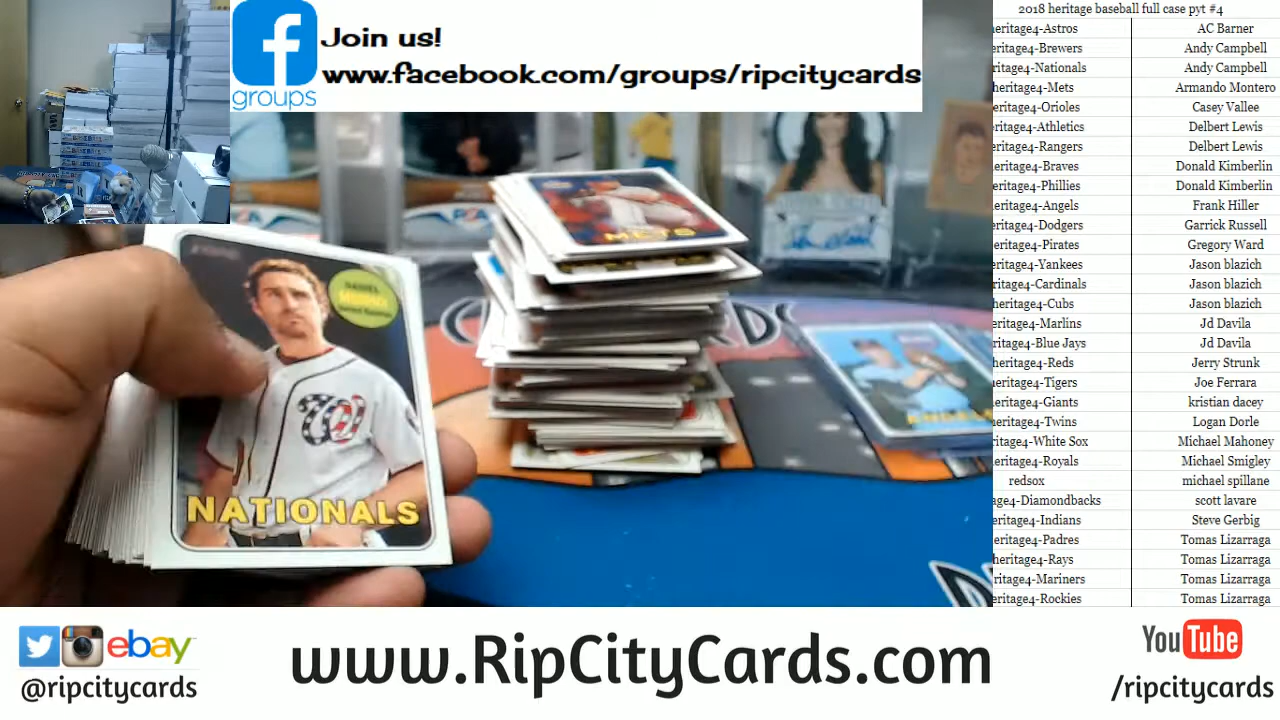 Join us!
www.facebook.com/groups/ripcitycards
groups
2018 heritage baseball full case pyt #4
eritage4-Astros AC Barner
eritage4-Brewers Andy Campbell
eritage4-Nationals Andy Campbell
heritage4-Mets Armando Montero
eritage4-Orioles Casey Vallee
eritage4-Athletics Delbert Lewis
eritage4-Rangers Delbert Lewis
eritage4-Braves Donald Kimberlin
eritage4-Phillies Donald Kimberlin
eritage4-Angels Frank Hiller
eritage4-Dodgers Garrick Russell
eritage4-Pirates Gregory Ward
eritage4-Yankees Jason blazich
eritage4-Cardinals Jason blazich
heritage4-Cubs Jason blazich
eritage4-Marlins Jd Davila
eritage4-Blue Jays Jd Davila
heritage4-Reds Jerry Strunk
eritage4-Tigers Joe Ferrara
eritage4-Giants kristian dacey
eritage4-Twins Logan Dorle
ritage4-White Sox Michael Mahoney
eritage4-Royals Michael Smigley
redsox michael spillane
age4-Diamondbacks scott lavare
eritage4-Indians Steve Gerbig
eritage4-Padres Tomas Lizarraga
heritage4-Rays Tomas Lizarraga
ritage4-Mariners Tomas Lizarraga
eritage4-Rockies Tomas Lizarraga
METS
CARDS
ANGELS
NATIONALS
ebay
@ripcitycards
www.RipCityCards.com
YouTube
/ripcitycards